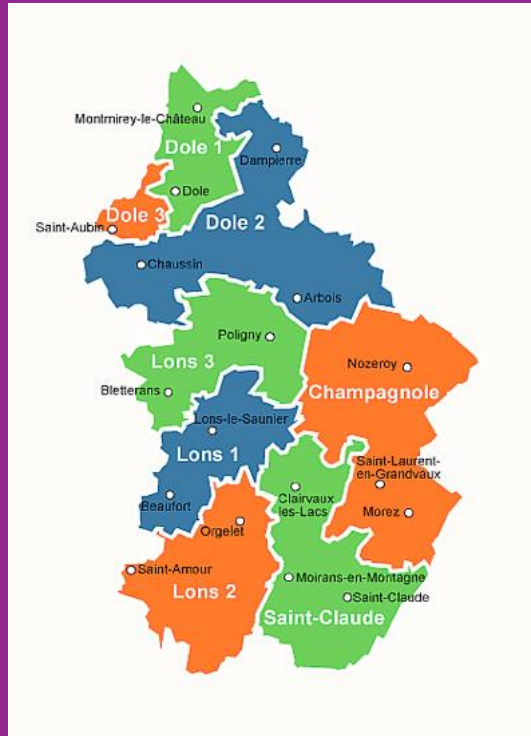 Montmirey-le-Château
Dole 1
Dampierre
Dole
Dole 3
Saint-Aubin
Dole 2
Chaussin
Arbois
Poligny
Lons 3
Nozeroy
Bletterans
Champagnole
Lons-le-Saunier
Lons 1
Saint-Laurent-
en-Grandvaux
Clairvaux
les-Lacs
Beaufort
Morez
Orgelet
Saint-Amour
Moirans-en-Montagne
Lons 2
Saint-Claude
Saint-Claude